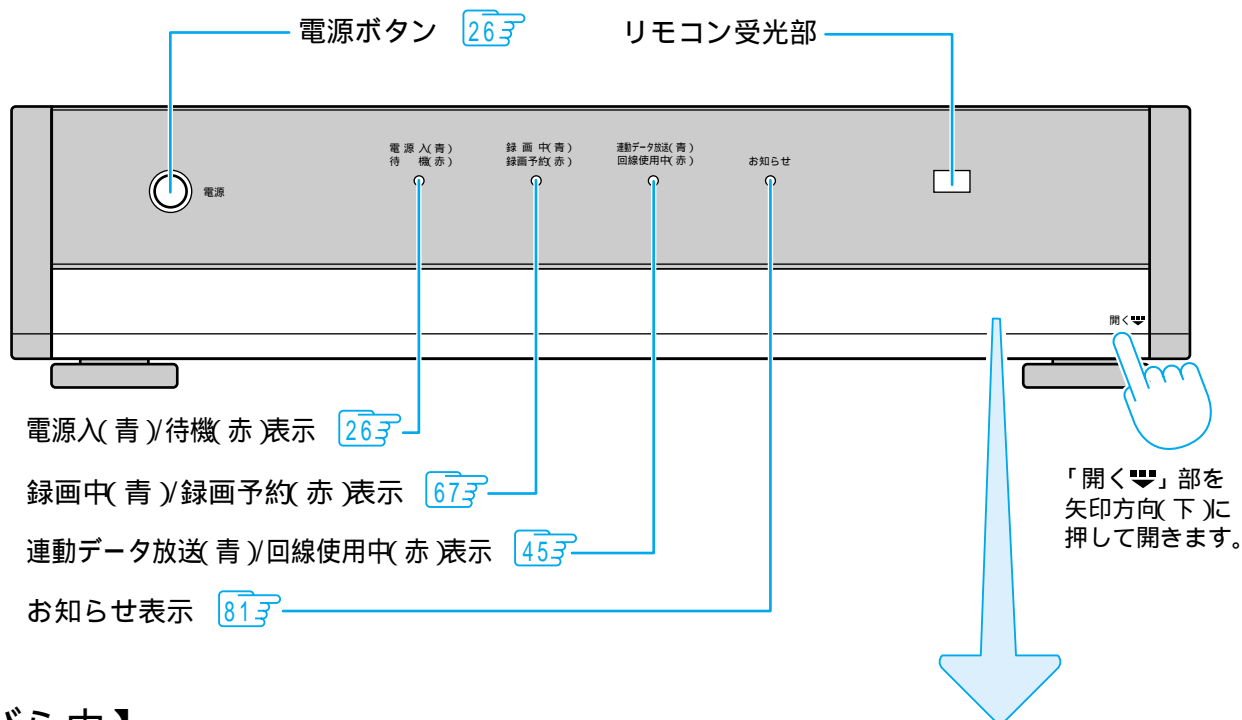 電源ボタン 26
リモコン受光部
電源
電源入(青)
待機(赤)
録画中(青)
録画予約(赤)
連動データ放送(青)
回線使用中(赤)
お知らせ
開く
電源入(青)/待機(赤)表示 26
録画中(青)/録画予約(赤)表示 67
連動データ放送(青)/回線使用中(赤)表示 45
お知らせ表示 81
「開く」部を
矢印方向(下)に
押して開きます。